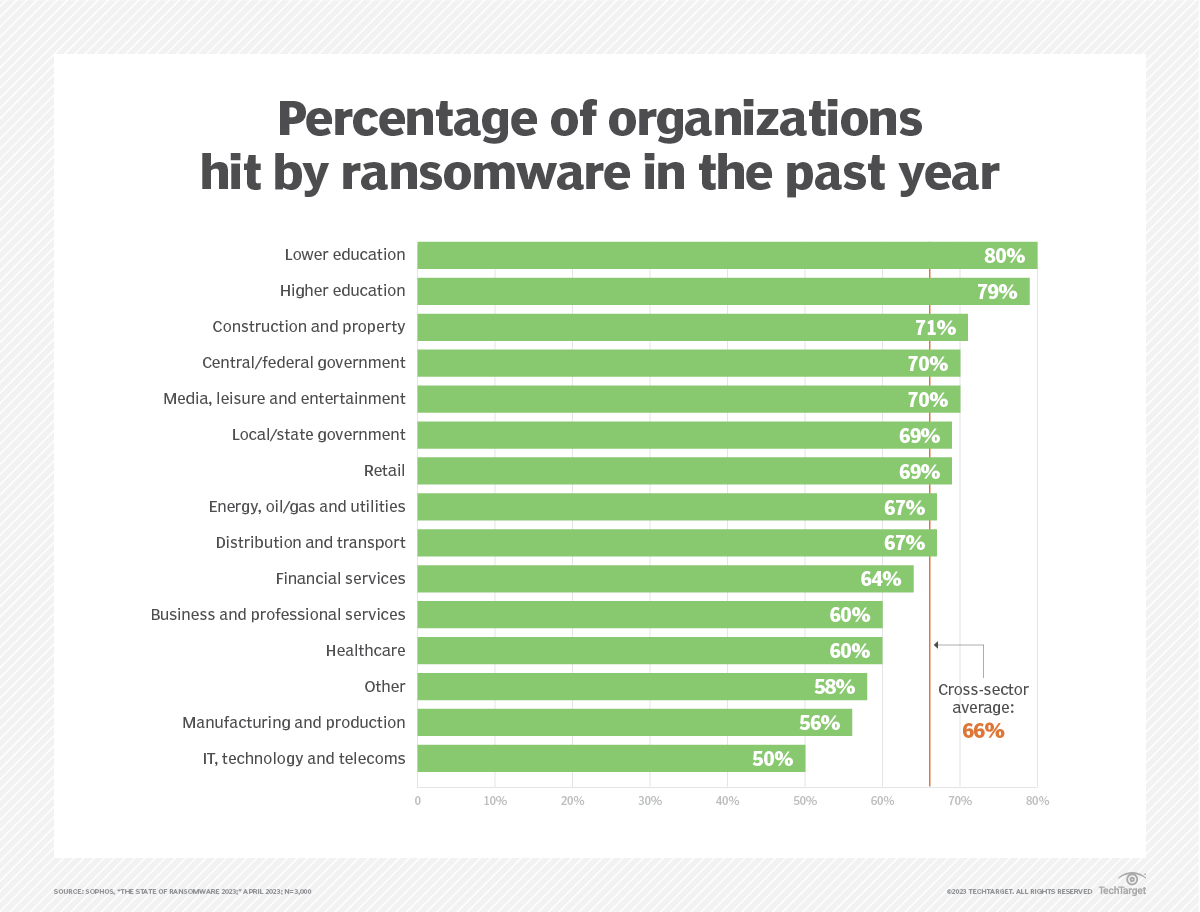 Percentage of organizations
hit by ransomware in the past year
Lower education 80%
Higher education 79%
Construction and property 71%
Central/federal government 70%
Media, leisure and entertainment 70%
Local/state government 69%
Retail 69%
Energy, oil/gas and utilities 67%
Distribution and transport 67%
Financial services 64%
Business and professional services 60%
Healthcare 60%
Other 58%
Manufacturing and production 56%
IT, technology and telecoms 50%
Cross-sector
average:
66%
0 10% 20% 30% 40% 50% 60% 70% 80%
SOURCE: SOPHOS, "THE STATE OF RANSOMWARE 2023;" APRIL 2023; N=3,000
©2023 TECHTARGET. ALL RIGHTS RESERVED TechTarget